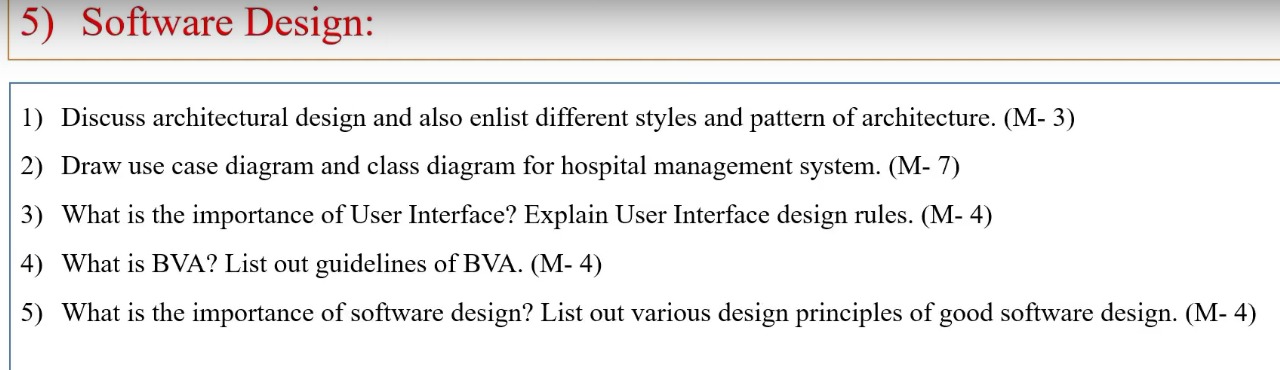 5) Software Design:
1) Discuss architectural design and also enlist different styles and pattern of architecture. (M- 3)
2) Draw use case diagram and class diagram for hospital management system. (M- 7)
3) What is the importance of User Interface? Explain User Interface design rules. (M- 4)
4) What is BVA? List out guidelines of BVA. (M- 4)
5) What is the importance of software design? List out various design principles of good software design. (M- 4)